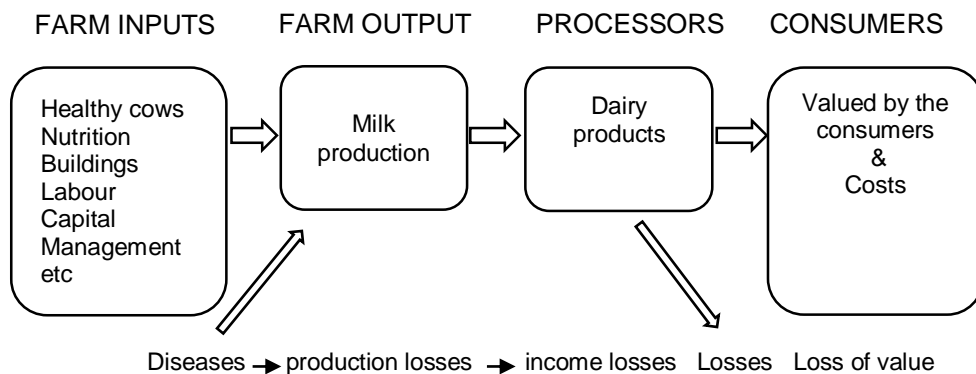 FARM INPUTS FARM OUTPUT PROCESSORS CONSUMERS
Healthy cows
Nutrition
Buildings
Labour
Capital
Management
etc
Milk
production
Dairy
products
Valued by the
consumers
&
Costs
Diseases production losses income losses Losses Loss of value